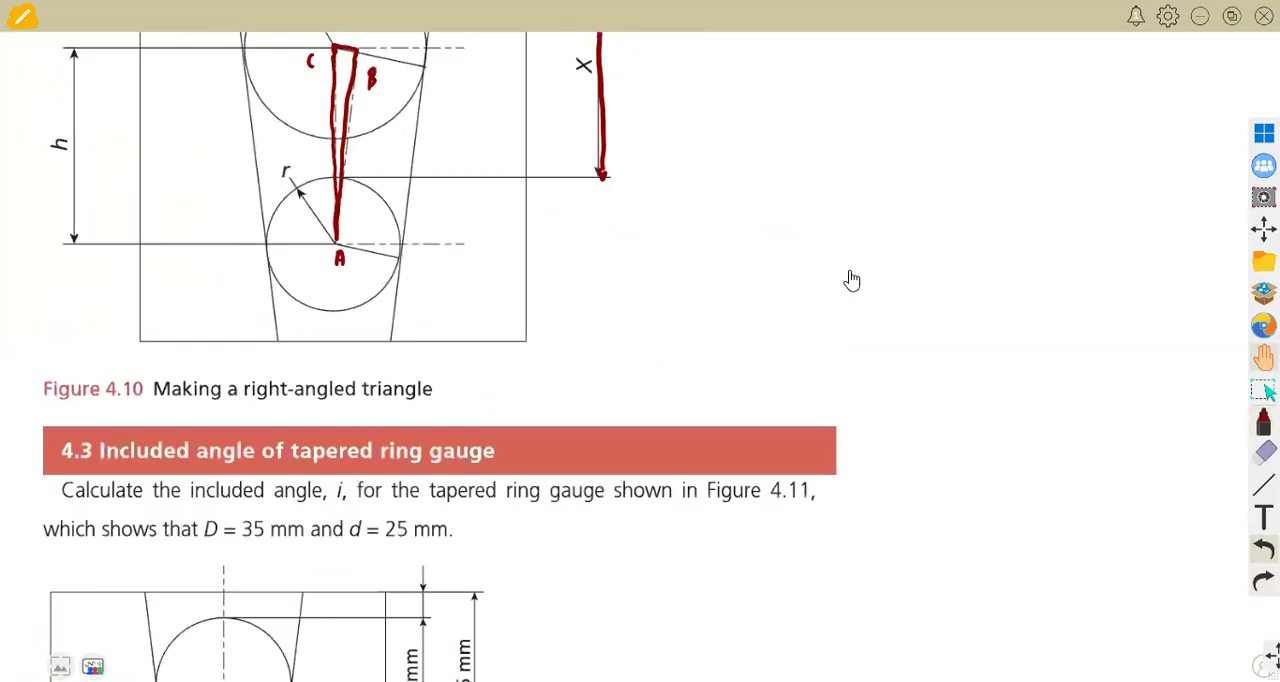 C
B
X
h
r
A
Figure 4.10 Making a right-angled triangle
4.3 Included angle of tapered ring gauge
Calculate the included angle, i, for the tapered ring gauge shown in Figure 4.11,
which shows that D = 35 mm and d = 25 mm.
mm
mm
T